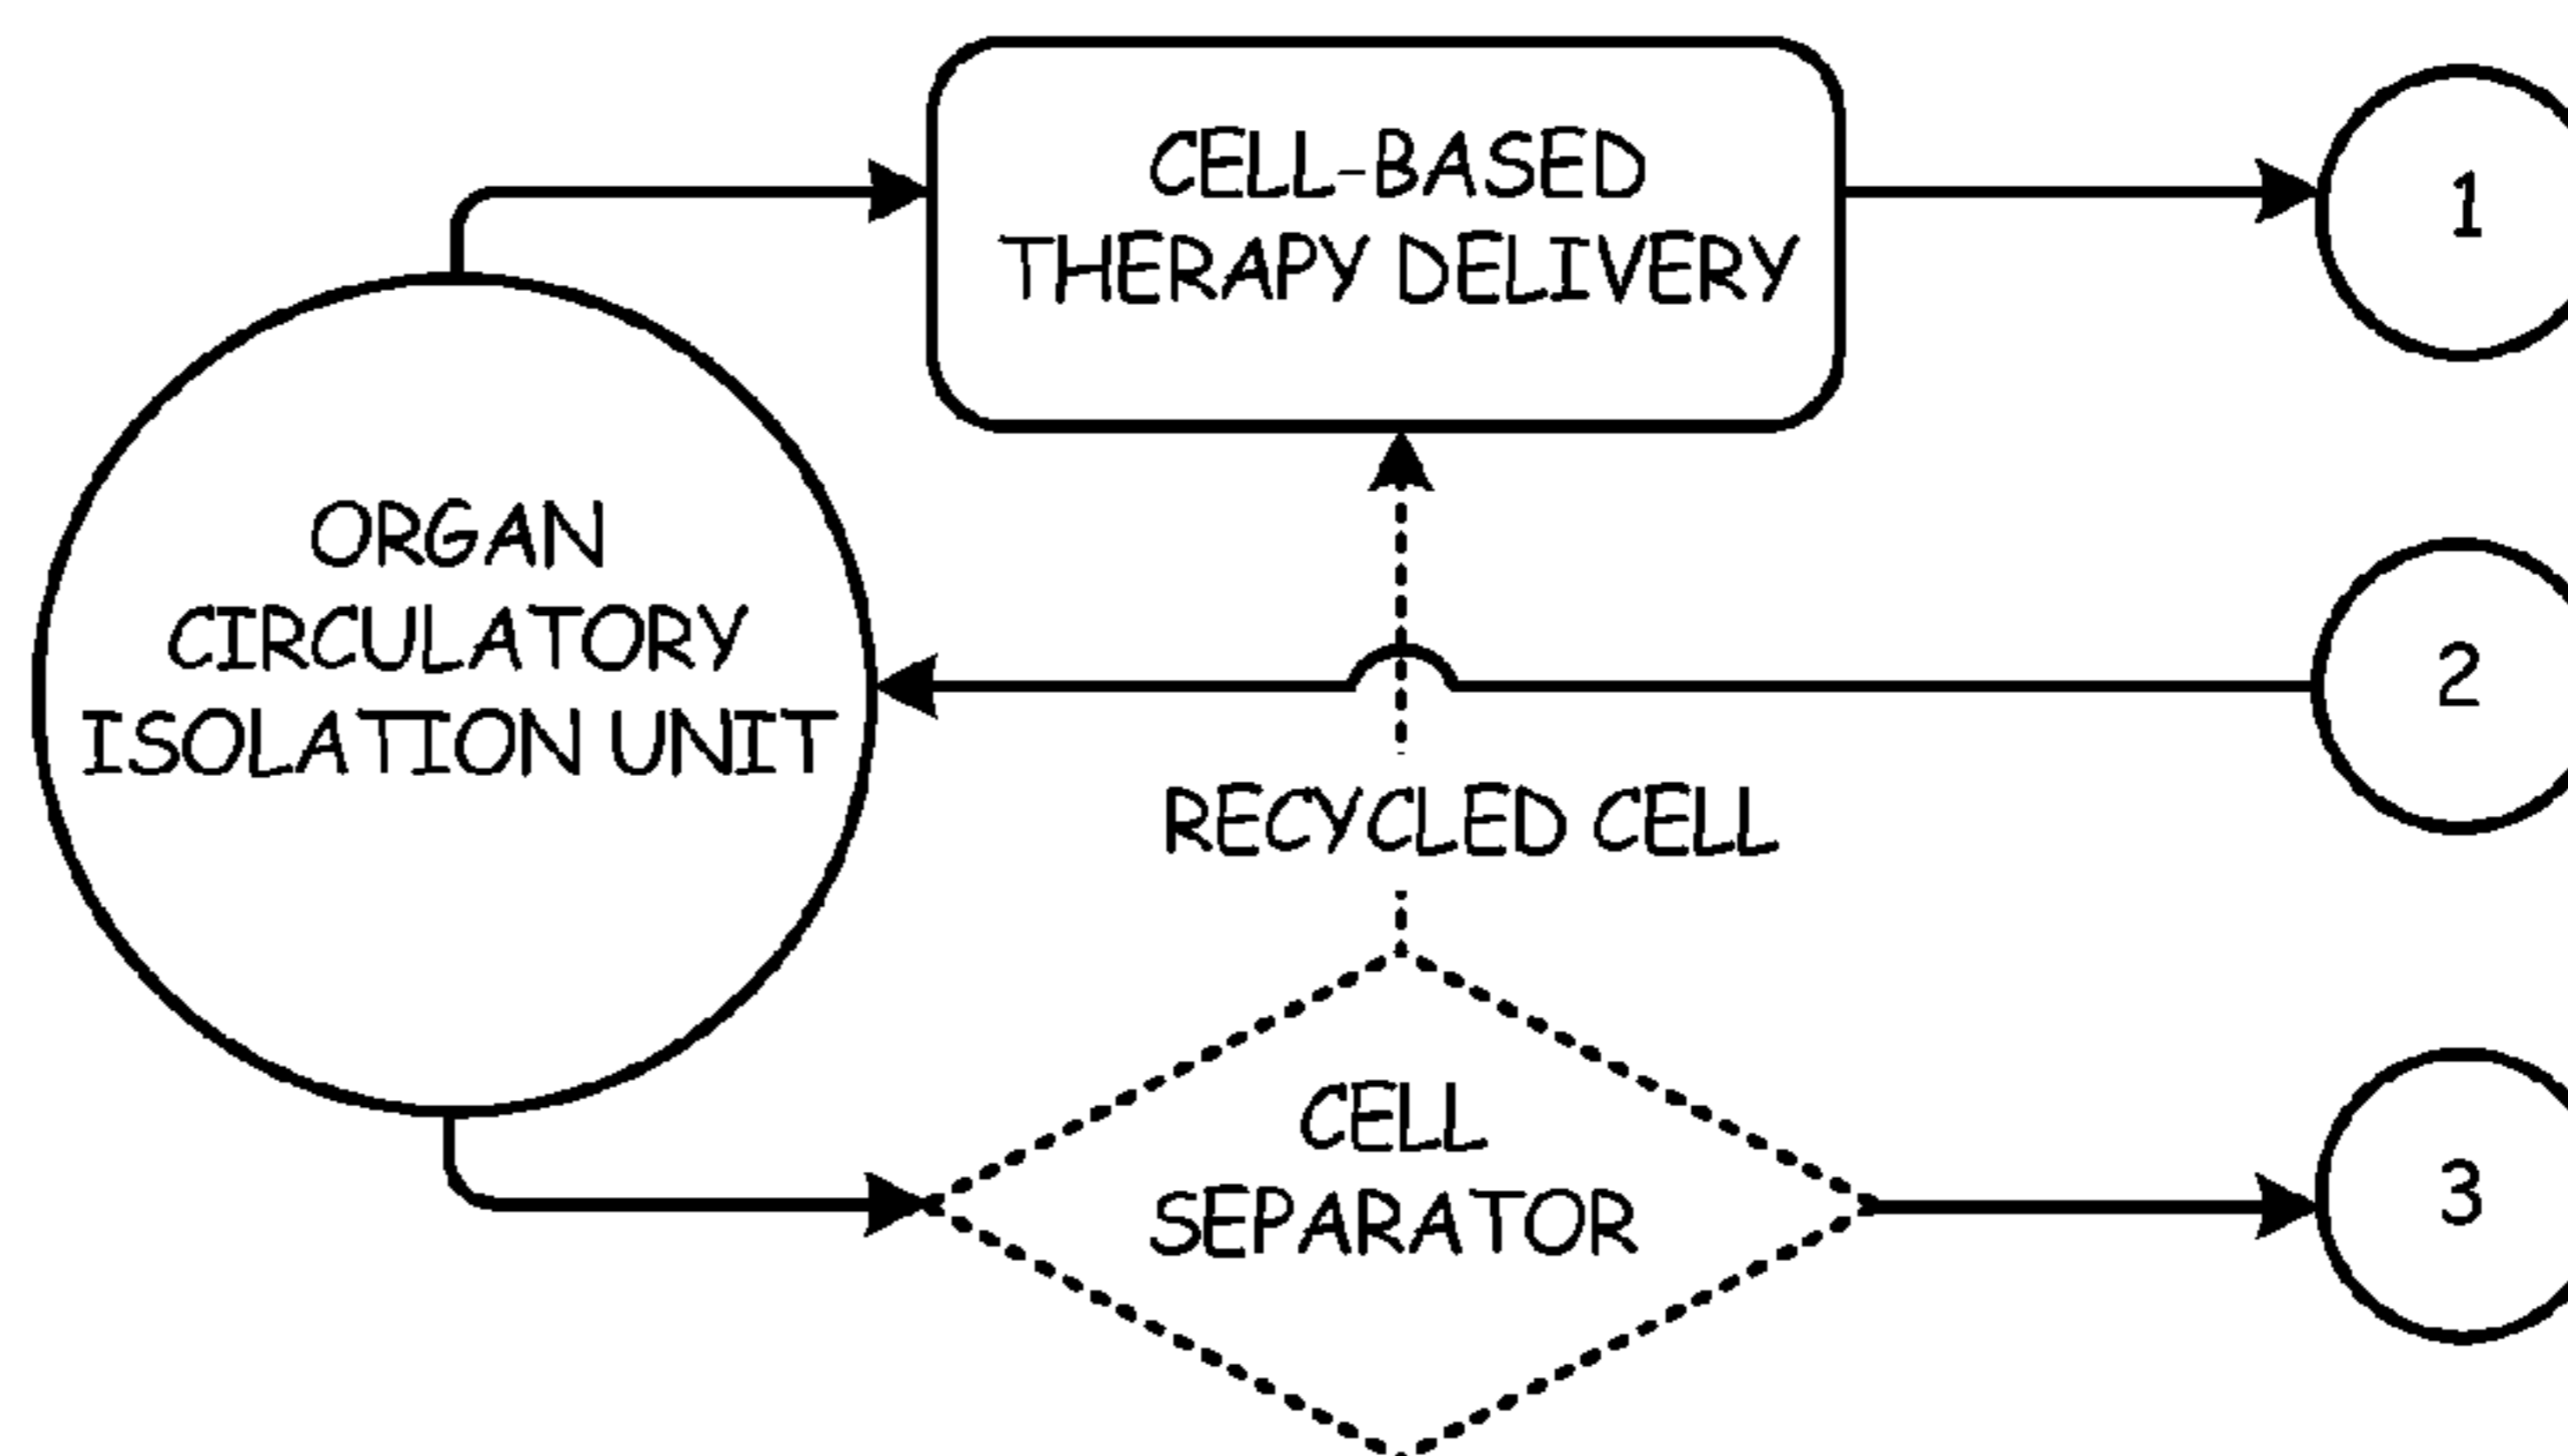 CELL-BASED
THERAPY DELIVERY
1
ORGAN
CIRCULATORY
ISOLATION UNIT
2
RECYCLED CELL
CELL
SEPARATOR
3